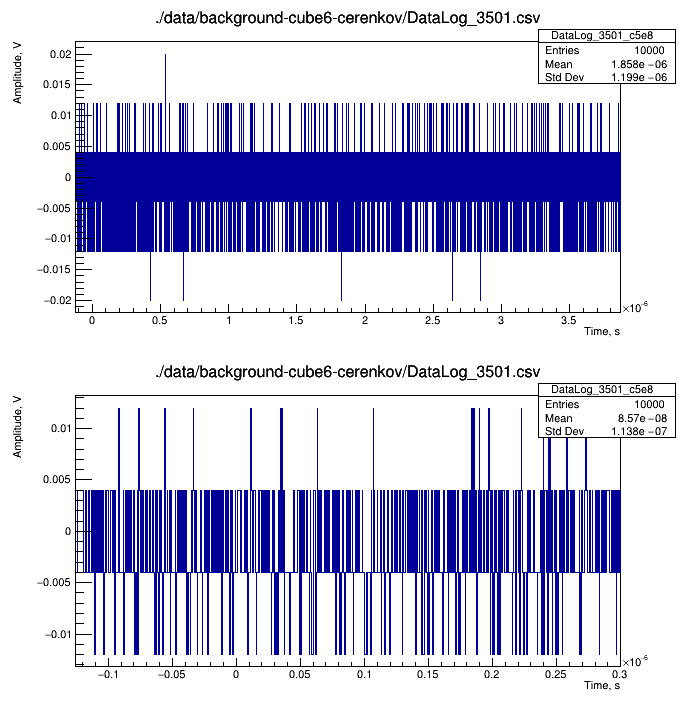 ./data/background-cube6-cerenkov/DataLog_3501.csv
DataLog_3501_c5e8
Entries 10000
Mean 1.858e −06
Std Dev 1.199e −06
Amplitude, V
0.02
0.015
0.01
0.005
0
−0.005
−0.01
−0.015
−0.02
0 0.5 1 1.5 2 2.5 3 3.5
×10⁻⁶
Time, s
./data/background-cube6-cerenkov/DataLog_3501.csv
DataLog_3501_c5e8
Entries 10000
Mean 8.57e −08
Std Dev 1.138e −07
Amplitude, V
0.01
0.005
0
−0.005
−0.01
−0.1 −0.05 0 0.05 0.1 0.15 0.2 0.25 0.3
×10⁻⁶
Time, s